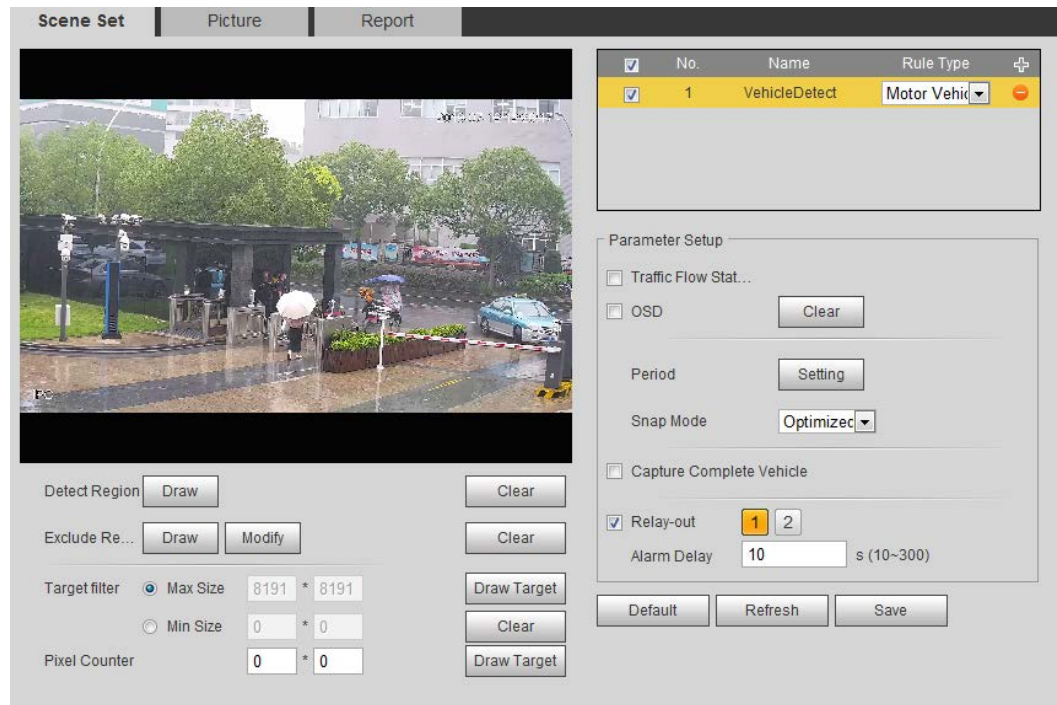 Scene Set Picture Report
No. Name Rule Type
1 VehicleDetect Motor Vehic
Parameter Setup
Traffic Flow Stat...
OSD Clear
Period Setting
Snap Mode Optimized
Capture Complete Vehicle
Relay-out 1 2
Alarm Delay 10 s (10~300)
Default Refresh Save
Detect Region Draw Clear
Exclude Re... Draw Modify Clear
Target filter Max Size 8191 * 8191 Draw Target
Min Size 0 * 0 Clear
Pixel Counter 0 * 0 Draw Target